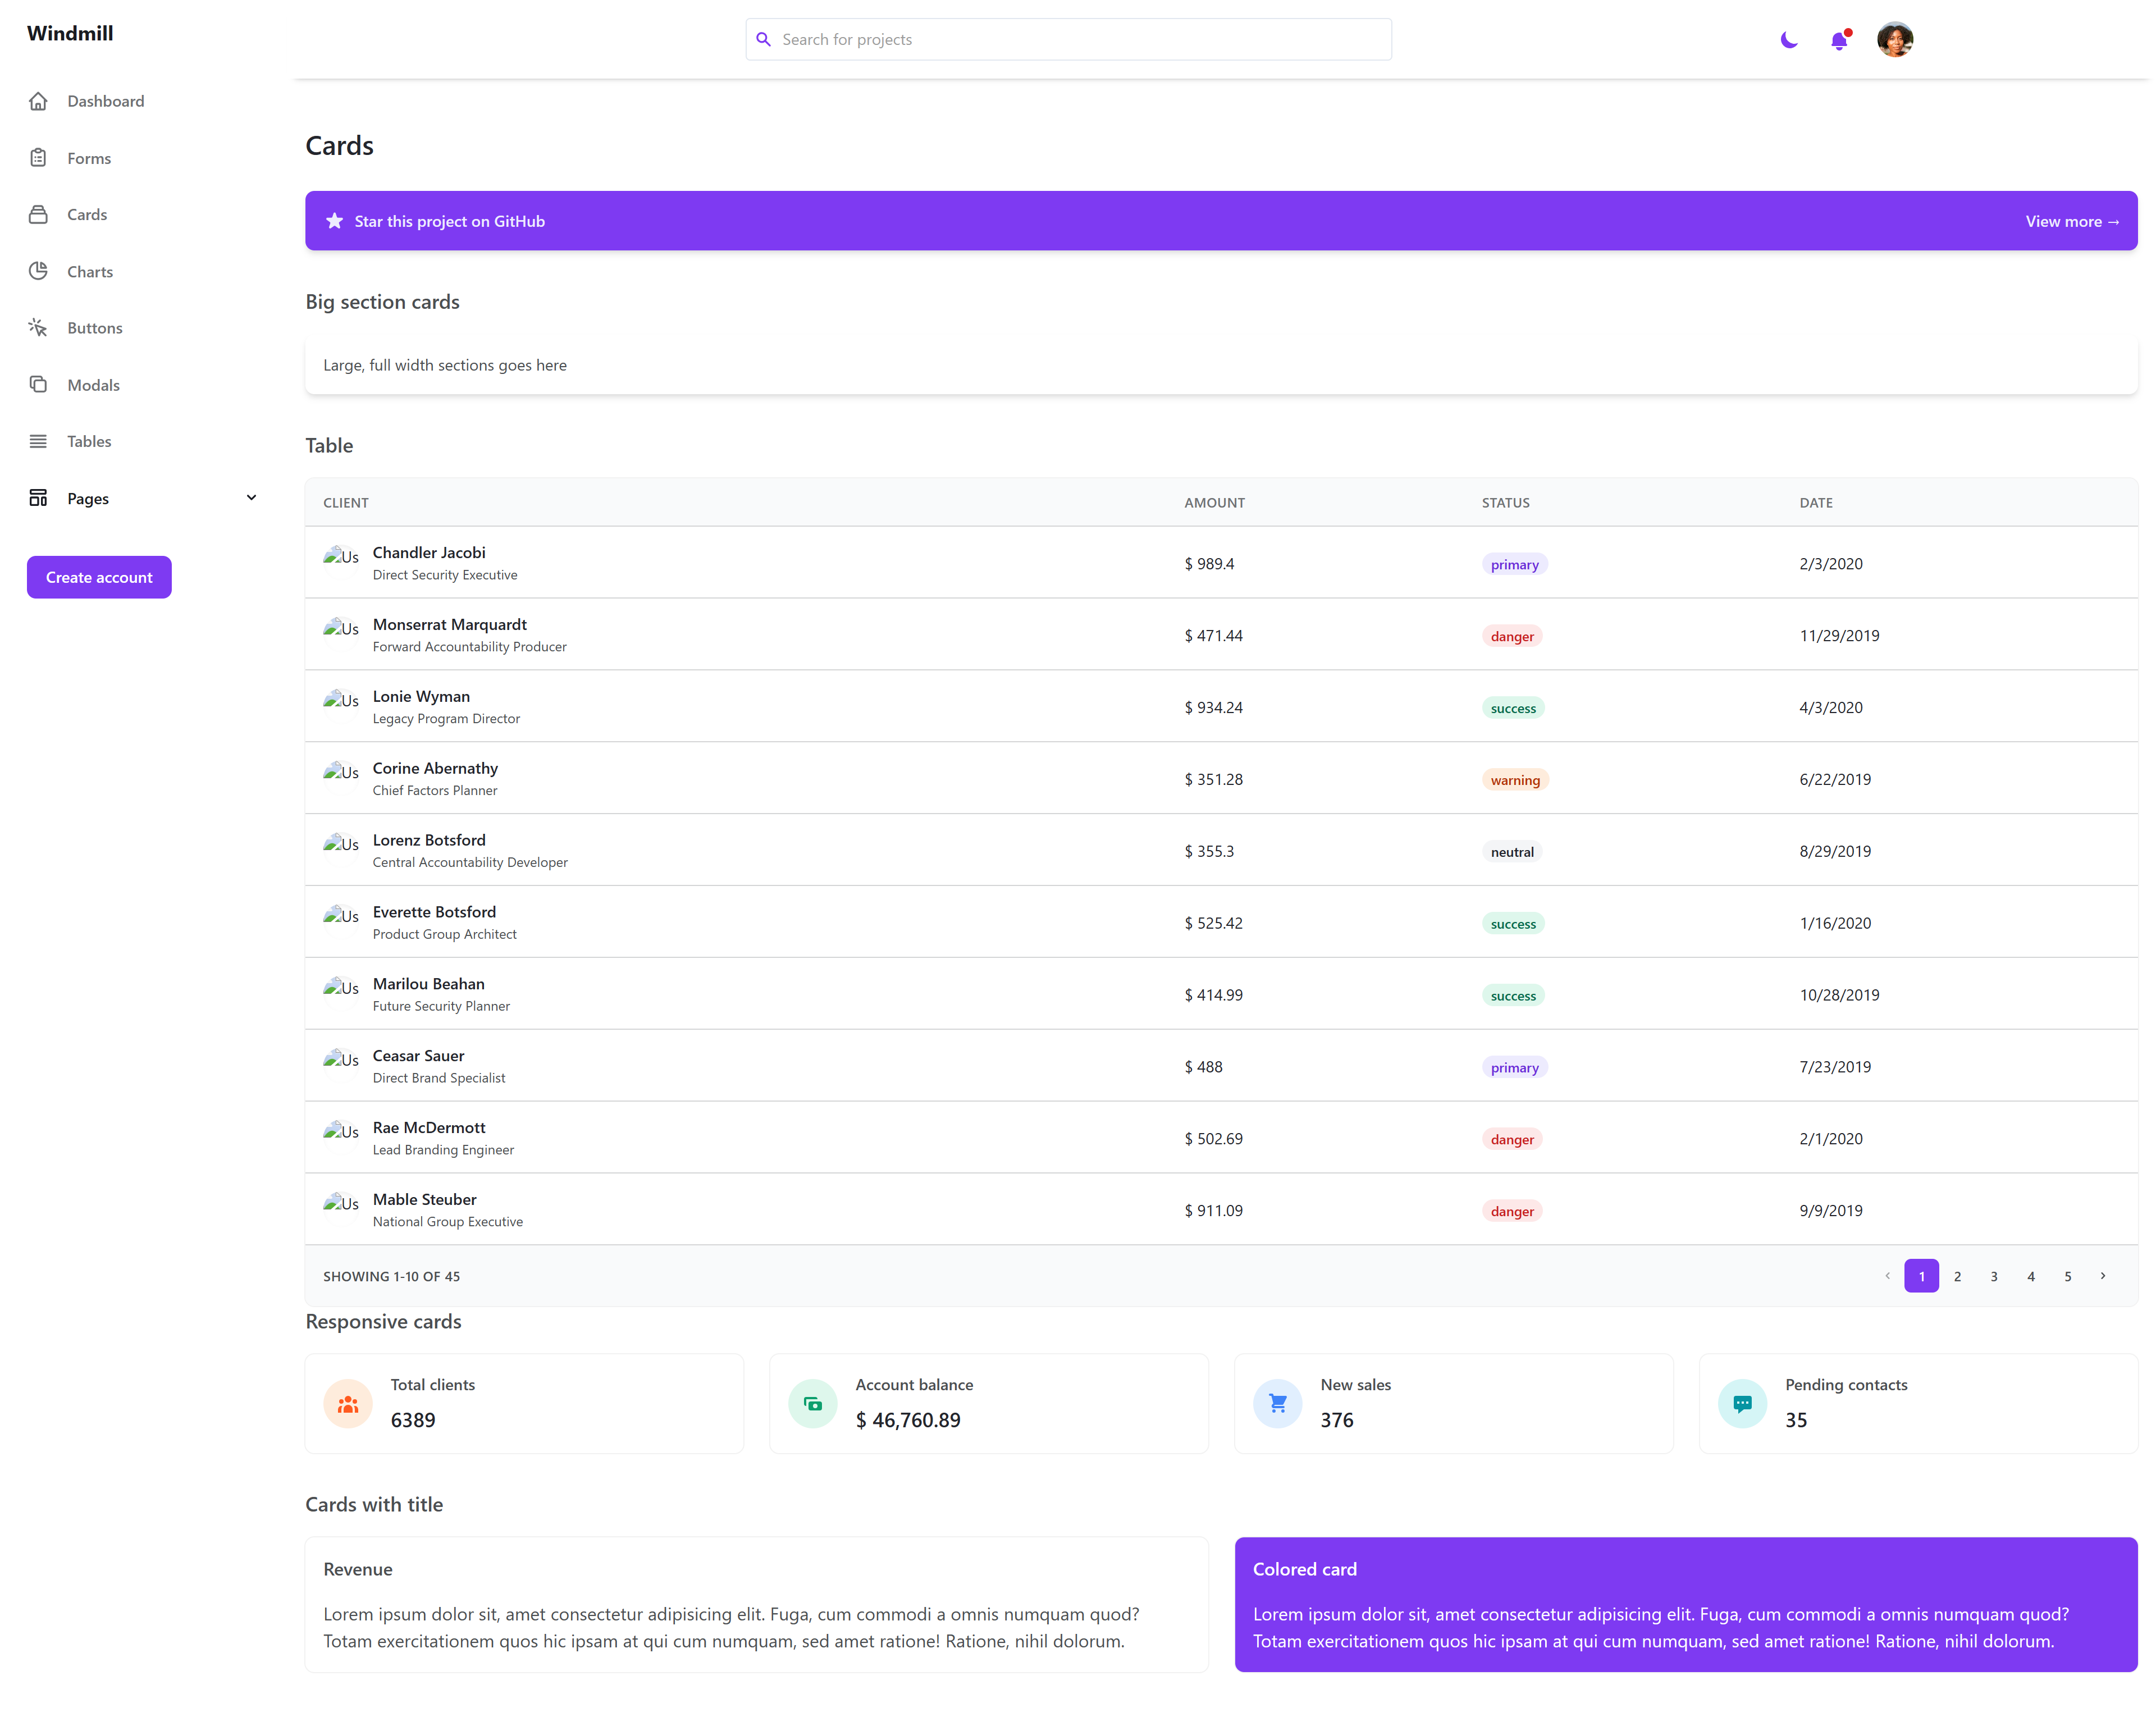 Windmill
Search for projects
Dashboard
Forms
Cards
Charts
Buttons
Modals
Tables
Pages
Create account
Cards
Star this project on GitHub
View more →
Big section cards
Large, full width sections goes here
Table
CLIENT AMOUNT STATUS DATE
Us Chandler Jacobi
Direct Security Executive
$ 989.4 primary 2/3/2020
Us Monserrat Marquardt
Forward Accountability Producer
$ 471.44 danger 11/29/2019
Us Lonie Wyman
Legacy Program Director
$ 934.24 success 4/3/2020
Us Corine Abernathy
Chief Factors Planner
$ 351.28 warning 6/22/2019
Us Lorenz Botsford
Central Accountability Developer
$ 355.3 neutral 8/29/2019
Us Everette Botsford
Product Group Architect
$ 525.42 success 1/16/2020
Us Marilou Beahan
Future Security Planner
$ 414.99 success 10/28/2019
Us Ceasar Sauer
Direct Brand Specialist
$ 488 primary 7/23/2019
Us Rae McDermott
Lead Branding Engineer
$ 502.69 danger 2/1/2020
Us Mable Steuber
National Group Executive
$ 911.09 danger 9/9/2019
SHOWING 1-10 OF 45
1 2 3 4 5
Responsive cards
Total clients
6389
Account balance
$ 46,760.89
New sales
376
Pending contacts
35
Cards with title
Revenue
Lorem ipsum dolor sit, amet consectetur adipisicing elit. Fuga, cum commodi a omnis numquam quod?
Totam exercitationem quos hic ipsam at qui cum numquam, sed amet ratione! Ratione, nihil dolorum.
Colored card
Lorem ipsum dolor sit, amet consectetur adipisicing elit. Fuga, cum commodi a omnis numquam quod?
Totam exercitationem quos hic ipsam at qui cum numquam, sed amet ratione! Ratione, nihil dolorum.